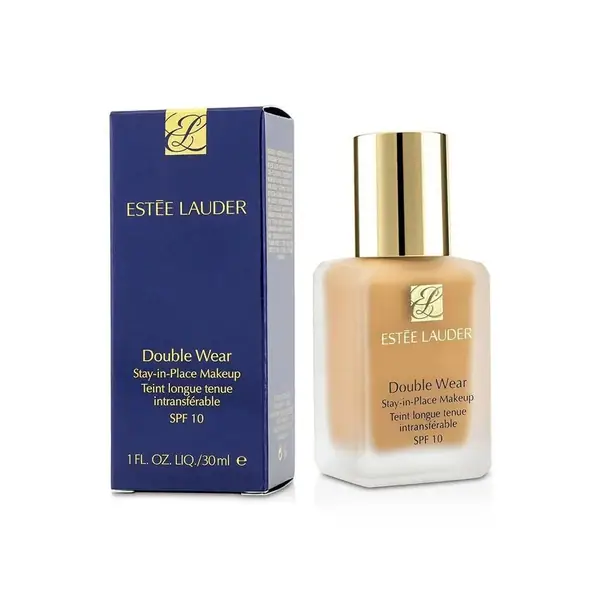 EL
ESTĒE LAUDER
Double Wear
Stay-in-Place Makeup
Teint longue tenue
intransférable
SPF 10
1 FL. OZ. LIQ./30 ml e
EL
ESTĒE LAUDER
Double Wear
Stay-in-Place Makeup
Teint longue tenue
intransférable
SPF 10